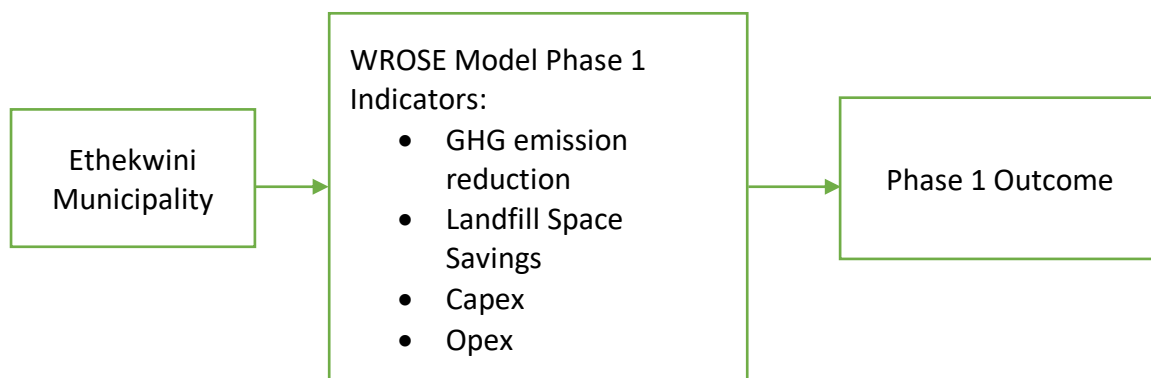 Ethekwini
Municipality
WROSE Model Phase 1
Indicators:
• GHG emission
reduction
• Landfill Space
Savings
• Capex
• Opex
Phase 1 Outcome